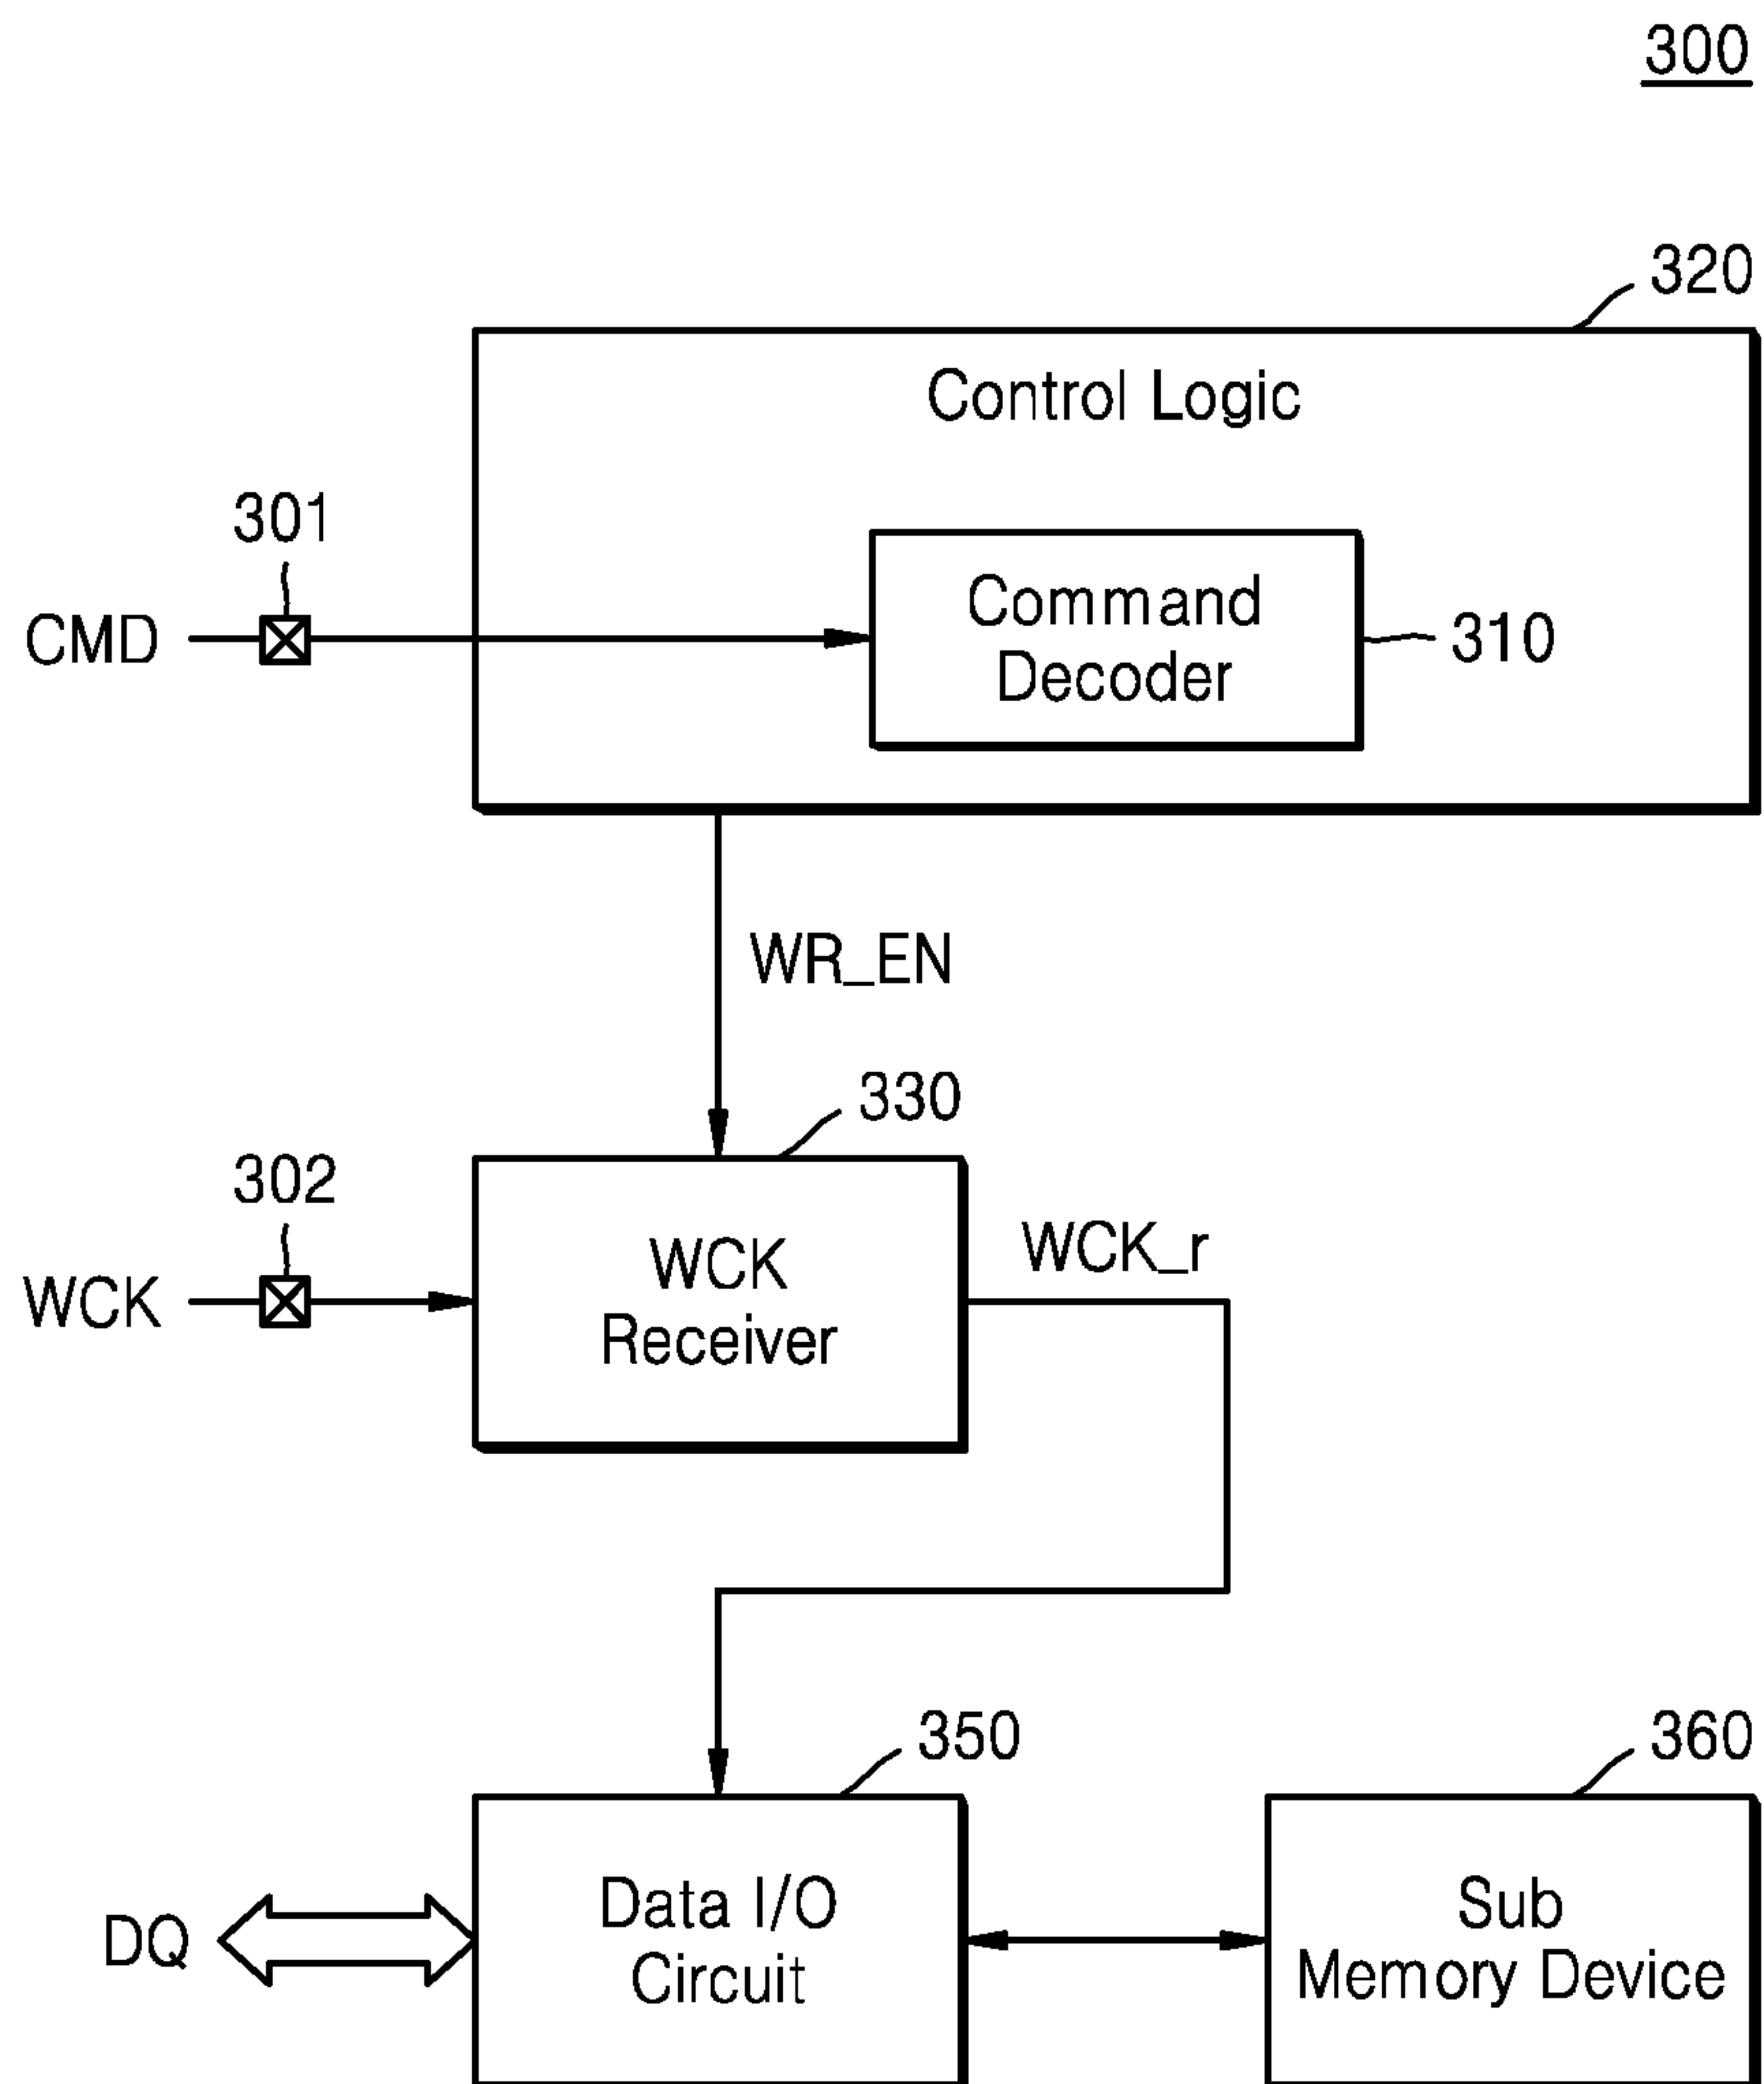 300
320
Control Logic
301
CMD
Command
Decoder
310
WR_EN
330
302
WCK
WCK
Receiver
WCK_r
350
360
DQ
Data I/O
Circuit
Sub
Memory Device